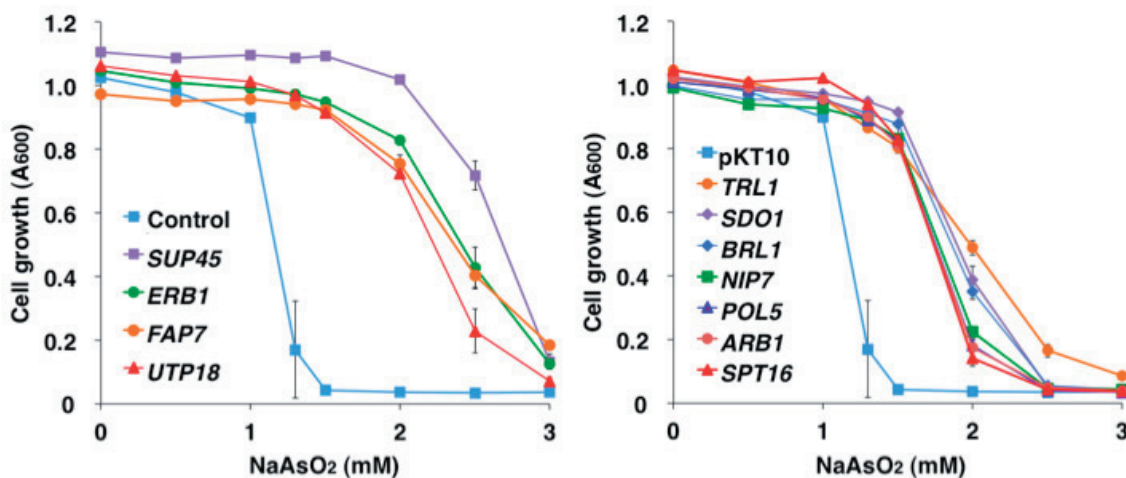 1.2
1.0
0.8
0.6
0.4
0.2
0
Cell growth (A600)
Control
SUP45
ERB1
FAP7
UTP18
0 1 2 3
NaAsO2 (mM)
1.2
1.0
0.8
0.6
0.4
0.2
0
Cell growth (A600)
pKT10
TRL1
SDO1
BRL1
NIP7
POL5
ARB1
SPT16
0 1 2 3
NaAsO2 (mM)